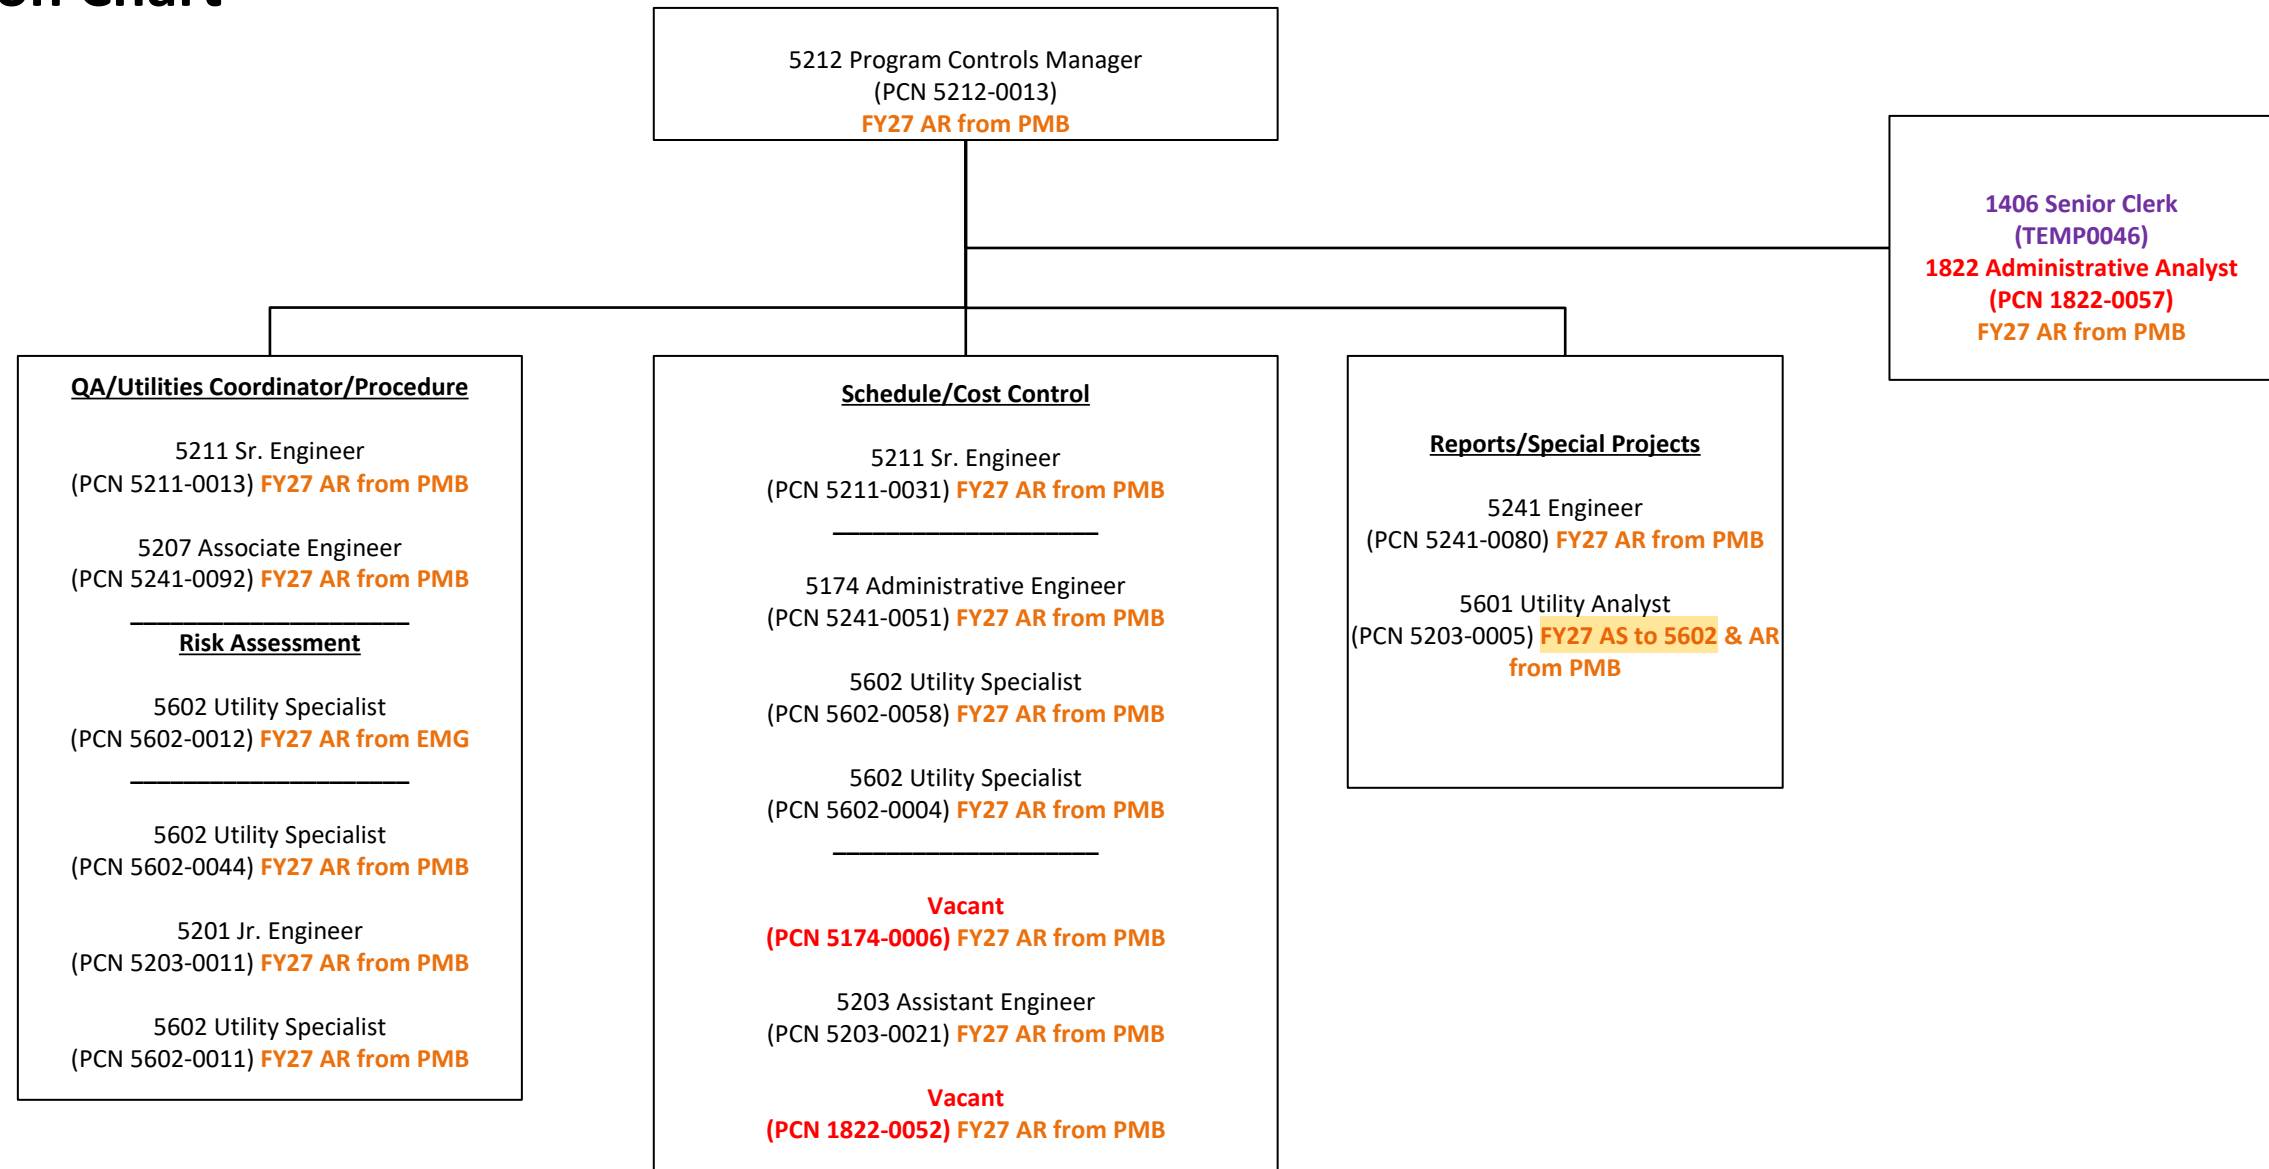 5212 Program Controls Manager
(PCN 5212-0013)
FY27 AR from PMB
1406 Senior Clerk
(TEMP0046)
1822 Administrative Analyst
(PCN 1822-0057)
FY27 AR from PMB
QA/Utilities Coordinator/Procedure
5211 Sr. Engineer
(PCN 5211-0013) FY27 AR from PMB
5207 Associate Engineer
(PCN 5241-0092) FY27 AR from PMB
Risk Assessment
5602 Utility Specialist
(PCN 5602-0012) FY27 AR from EMG
5602 Utility Specialist
(PCN 5602-0044) FY27 AR from PMB
5201 Jr. Engineer
(PCN 5203-0011) FY27 AR from PMB
5602 Utility Specialist
(PCN 5602-0011) FY27 AR from PMB
Schedule/Cost Control
5211 Sr. Engineer
(PCN 5211-0031) FY27 AR from PMB
5174 Administrative Engineer
(PCN 5241-0051) FY27 AR from PMB
5602 Utility Specialist
(PCN 5602-0058) FY27 AR from PMB
5602 Utility Specialist
(PCN 5602-0004) FY27 AR from PMB
Vacant
(PCN 5174-0006) FY27 AR from PMB
5203 Assistant Engineer
(PCN 5203-0021) FY27 AR from PMB
Vacant
(PCN 1822-0052) FY27 AR from PMB
Reports/Special Projects
5241 Engineer
(PCN 5241-0080) FY27 AR from PMB
5601 Utility Analyst
(PCN 5203-0005) FY27 AS to 5602 & AR
from PMB